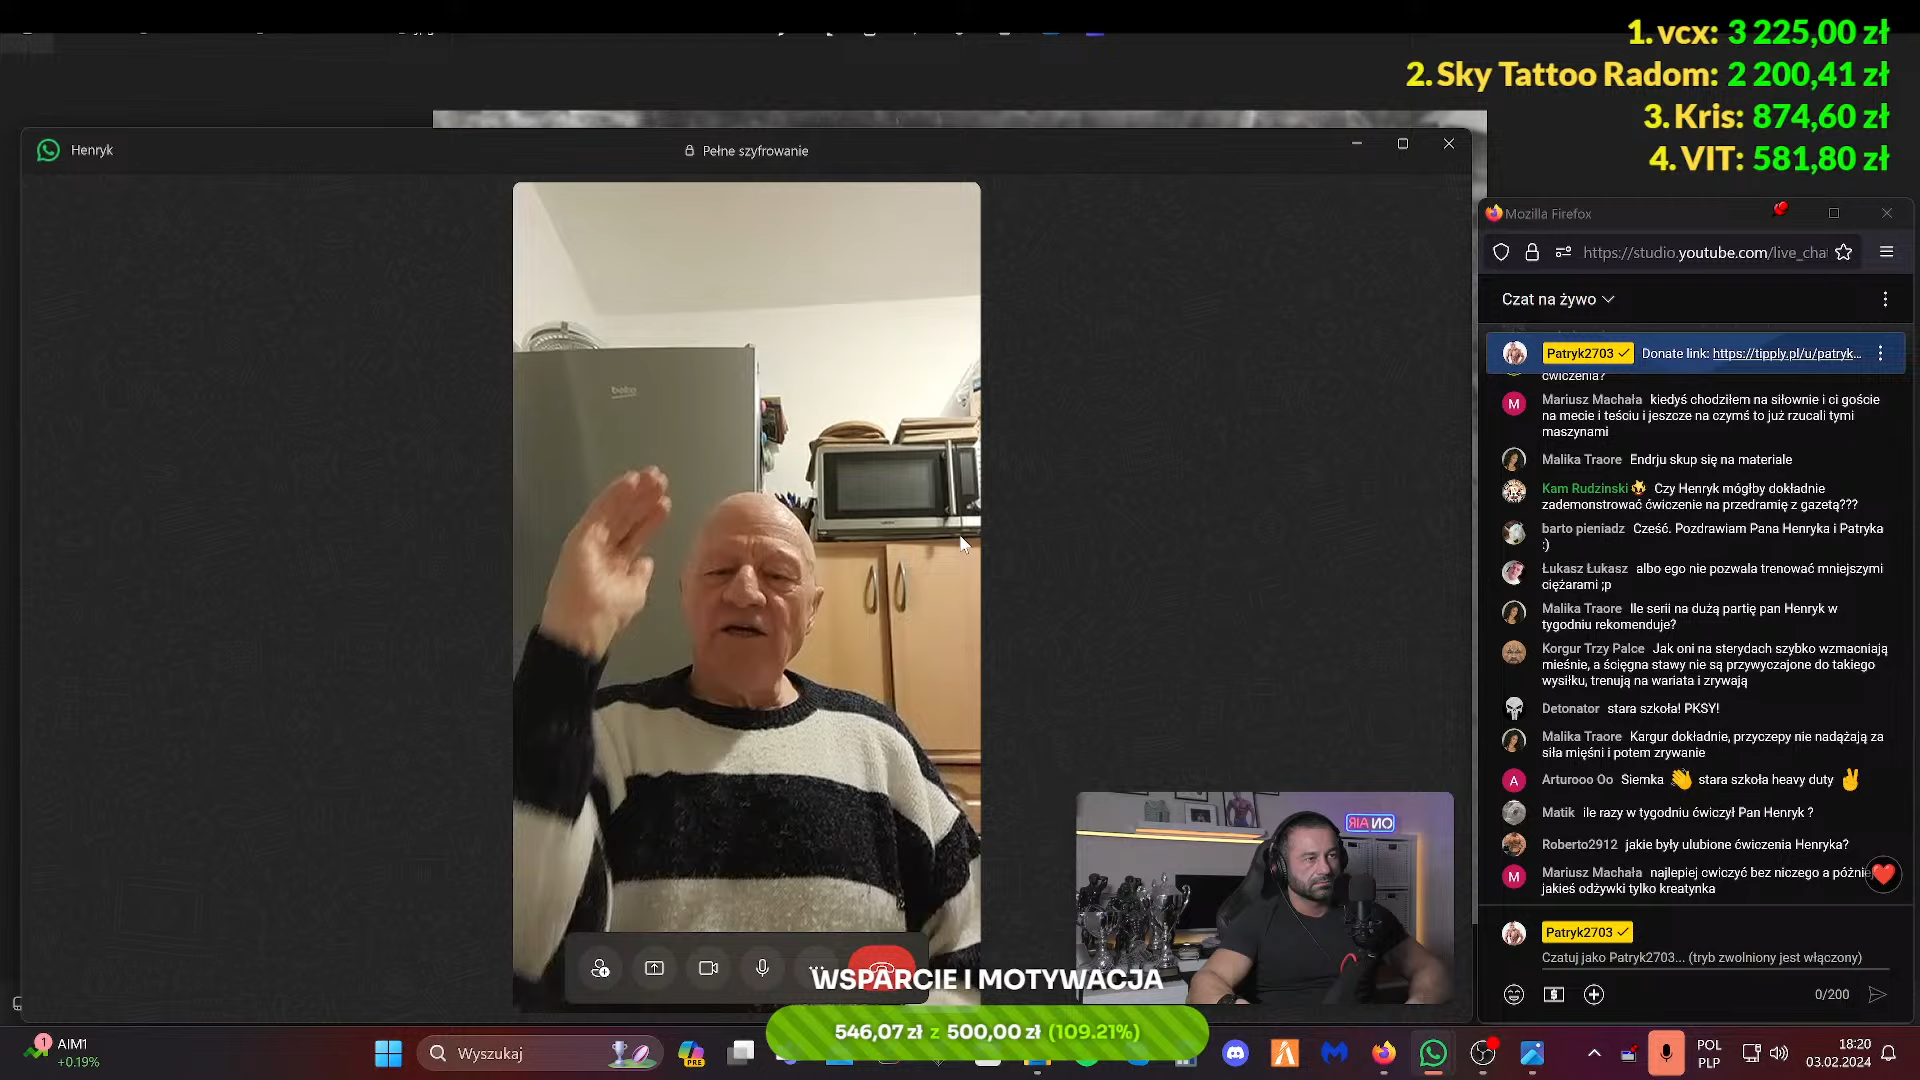 1. vcx: 3 225,00 zł
2. Sky Tattoo Radom: 2 200,41 zł
3. Kris: 874,60 zł
4. VIT: 581,80 zł
Henryk
Pełne szyfrowanie
beko
ON AIR
Mozilla Firefox
https://studio.youtube.com/live_cha
Czat na żywo
Patryk2703 Donate link: https://tipply.pl/u/patryk...
ćwiczenia?
M Mariusz Machała kiedyś chodziłem na siłownie i ci goście
na mecie i teściu i jeszcze na czymś to już rzucali tymi
maszynami
Malika Traore Endrju skup się na materiale
Kam Rudzinski Czy Henryk mógłby dokładnie
zademonstrować ćwiczenie na przedramię z gazetą???
barto pieniadz Cześć. Pozdrawiam Pana Henryka i Patryka
:)
Łukasz Łukasz albo ego nie pozwala trenować mniejszymi
ciężarami ;p
Malika Traore Ile serii na dużą partię pan Henryk w
tygodniu rekomenduje?
Korgur Trzy Palce Jak oni na sterydach szybko wzmacniają
mieśnie, a ścięgna stawy nie są przywyczajone do takiego
wysiłku, trenują na wariata i zrywają
Detonator stara szkoła! PKSY!
Malika Traore Kargur dokładnie, przyczepy nie nadążają za
siła mięśni i potem zrywanie
A Arturooo Oo Siemka 👋 stara szkoła heavy duty ✌
Matik ile razy w tygodniu ćwiczył Pan Henryk ?
Roberto2912 jakie były ulubione ćwiczenia Henryka?
M Mariusz Machała najlepiej cwiczyć bez niczego a późnie
jakieś odżywki tylko kreatynka
Patryk2703
Czatuj jako Patryk2703... (tryb zwolniony jest włączony)
0/200
WSPARCIE I MOTYWACJA
546,07 zł z 500,00 zł (109.21%)
1 AIM1
+0.19%
Wyszukaj
PRE
POL
PLP
18:20
03.02.2024